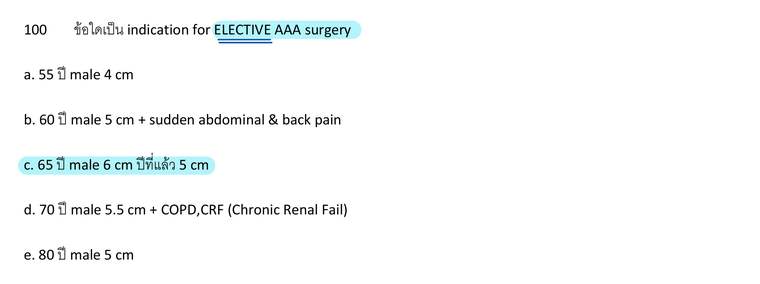 100 ข้อใดเป็น indication for ELECTIVE AAA surgery
a. 55 ปี male 4 cm
b. 60 ปี male 5 cm + sudden abdominal & back pain
c. 65 ปี male 6 cm ปีที่แล้ว 5 cm
d. 70 ปี male 5.5 cm + COPD,CRF (Chronic Renal Fail)
e. 80 ปี male 5 cm